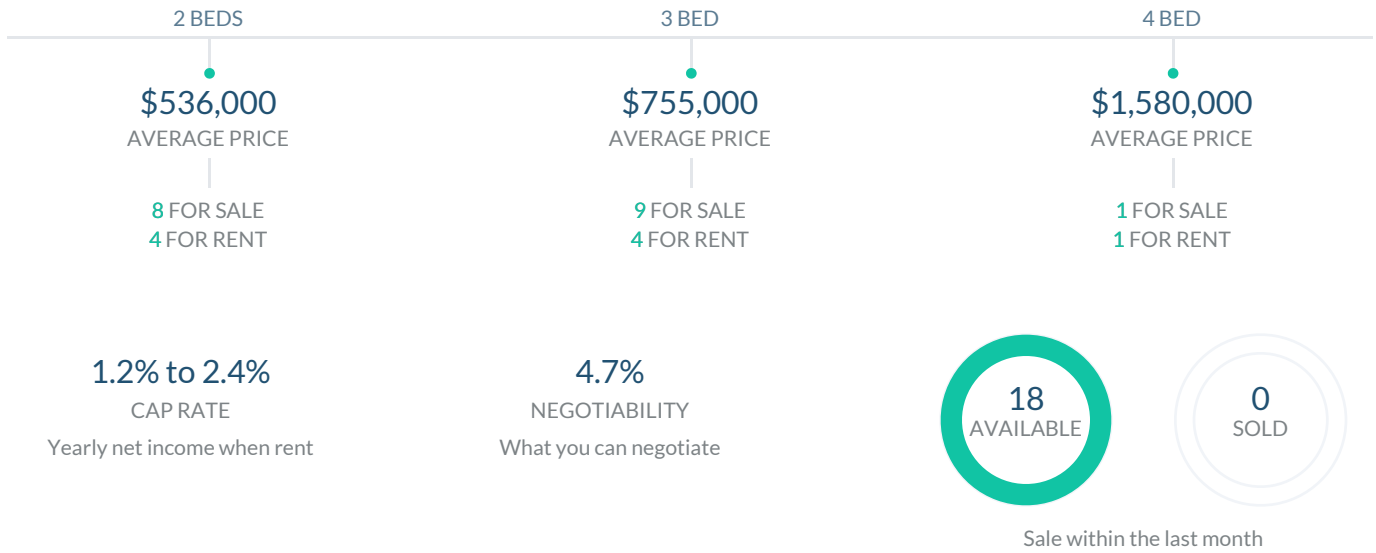 2 BEDS
$536,000
AVERAGE PRICE
8 FOR SALE
4 FOR RENT
3 BED
$755,000
AVERAGE PRICE
9 FOR SALE
4 FOR RENT
4 BED
$1,580,000
AVERAGE PRICE
1 FOR SALE
1 FOR RENT
1.2% to 2.4%
CAP RATE
Yearly net income when rent
4.7%
NEGOTIABILITY
What you can negotiate
18
AVAILABLE
0
SOLD
Sale within the last month